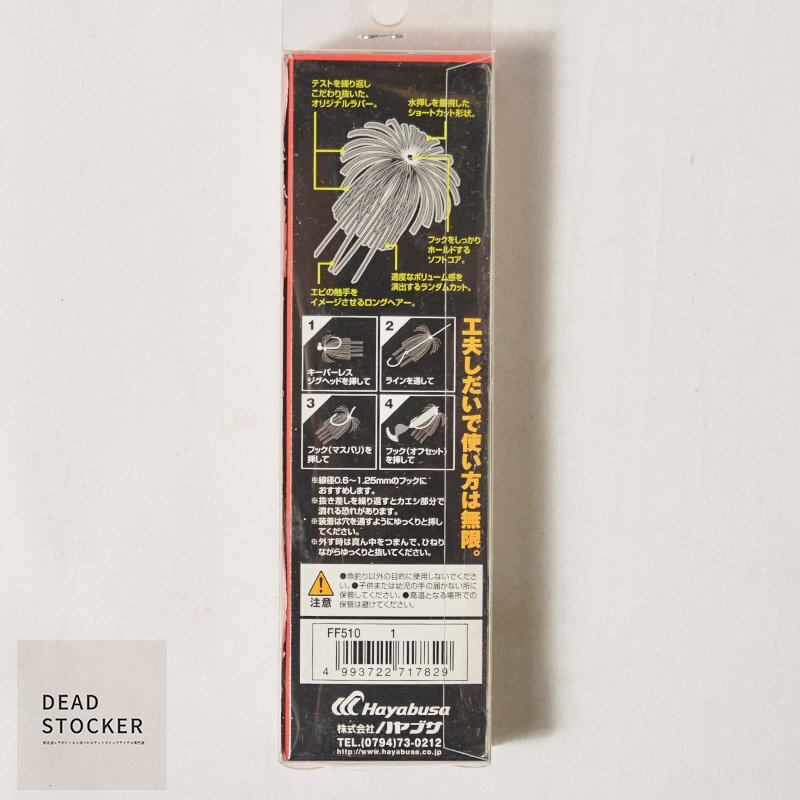 テストを繰り返し
こだわり抜いた、
オリジナルラバー。
水押しを重視した
ショートカット形状。
フックをしっかり
ホールドする
ソフトコア。
適度なボリューム感を
演出するランダムカット。
エビの触手を
イメージさせるロングヘアー。
1
キーパーレス
ジグヘッドを挿して
2
ラインを通して
3
フック(マスバリ)を
挿して
4
フック(オフセット)
を挿して
工夫しだいで使い方は無限。
※線径0.6〜1.25mmのフックに
おすすめします。
※抜き差しを繰り返すとカエシ部分で
潰れる恐れがあります。
※装着は穴を通すようにゆっくりと挿し
てください。
※外す時は真ん中をつまんで、ひねり
ながらゆっくりと抜いてください。
注意
●魚釣り以外の目的に使用しないでくださ
い。●子供または幼児の手の届かない所に
保管してください。●高温となる場所での
保管は避けてください。
FF510 1
4 993722 717829
Hayabusa
株式会社ハヤブサ
TEL.(0794)73-0212
http://www.hayabusa.co.jp
DEAD
STOCKER